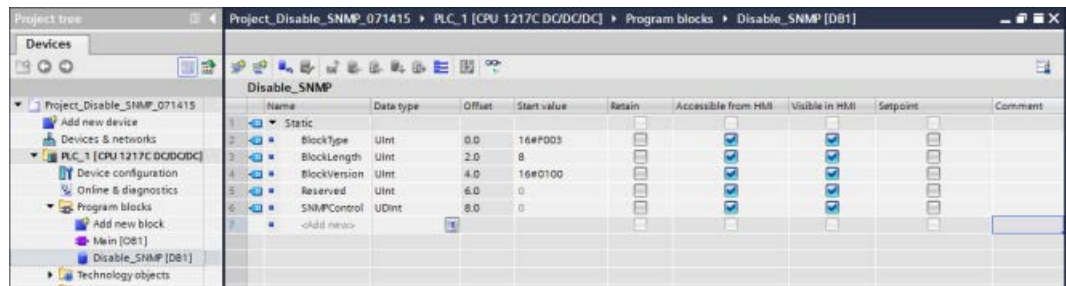 Project tree
Project_Disable_SNMP_071415 ▸ PLC_1 [CPU 1217C DC/DC/DC] ▸ Program blocks ▸ Disable_SNMP [DB1]
Devices
Disable_SNMP
Name Data type Offset Start value Retain Accessible from HMI Visible in HMI Setpoint Comment
1 Static
2 BlockType UInt 0.0 16#F003
3 BlockLength UInt 2.0 8
4 BlockVersion UInt 4.0 16#0100
5 Reserved UInt 6.0 0
6 SNMPControl UDInt 8.0 0
7 <Add new>
Project_Disable_SNMP_071415
Add new device
Devices & networks
PLC_1 [CPU 1217C DC/DC/DC]
Device configuration
Online & diagnostics
Program blocks
Add new block
Main [OB1]
Disable_SNMP [DB1]
Technology objects